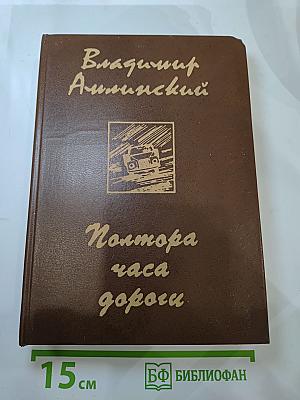 Владимир
Амлинский
Полтора
часа
дороги
15 см
БФ БИБЛИОФАН